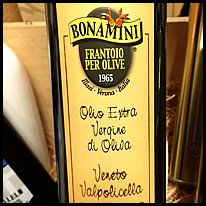 BONAMINI
FRANTOIO
PER OLIVE
1965
Illasi - Verona - Italia
Olio Extra
Vergine
di Oliva
Veneto
Valpolicella